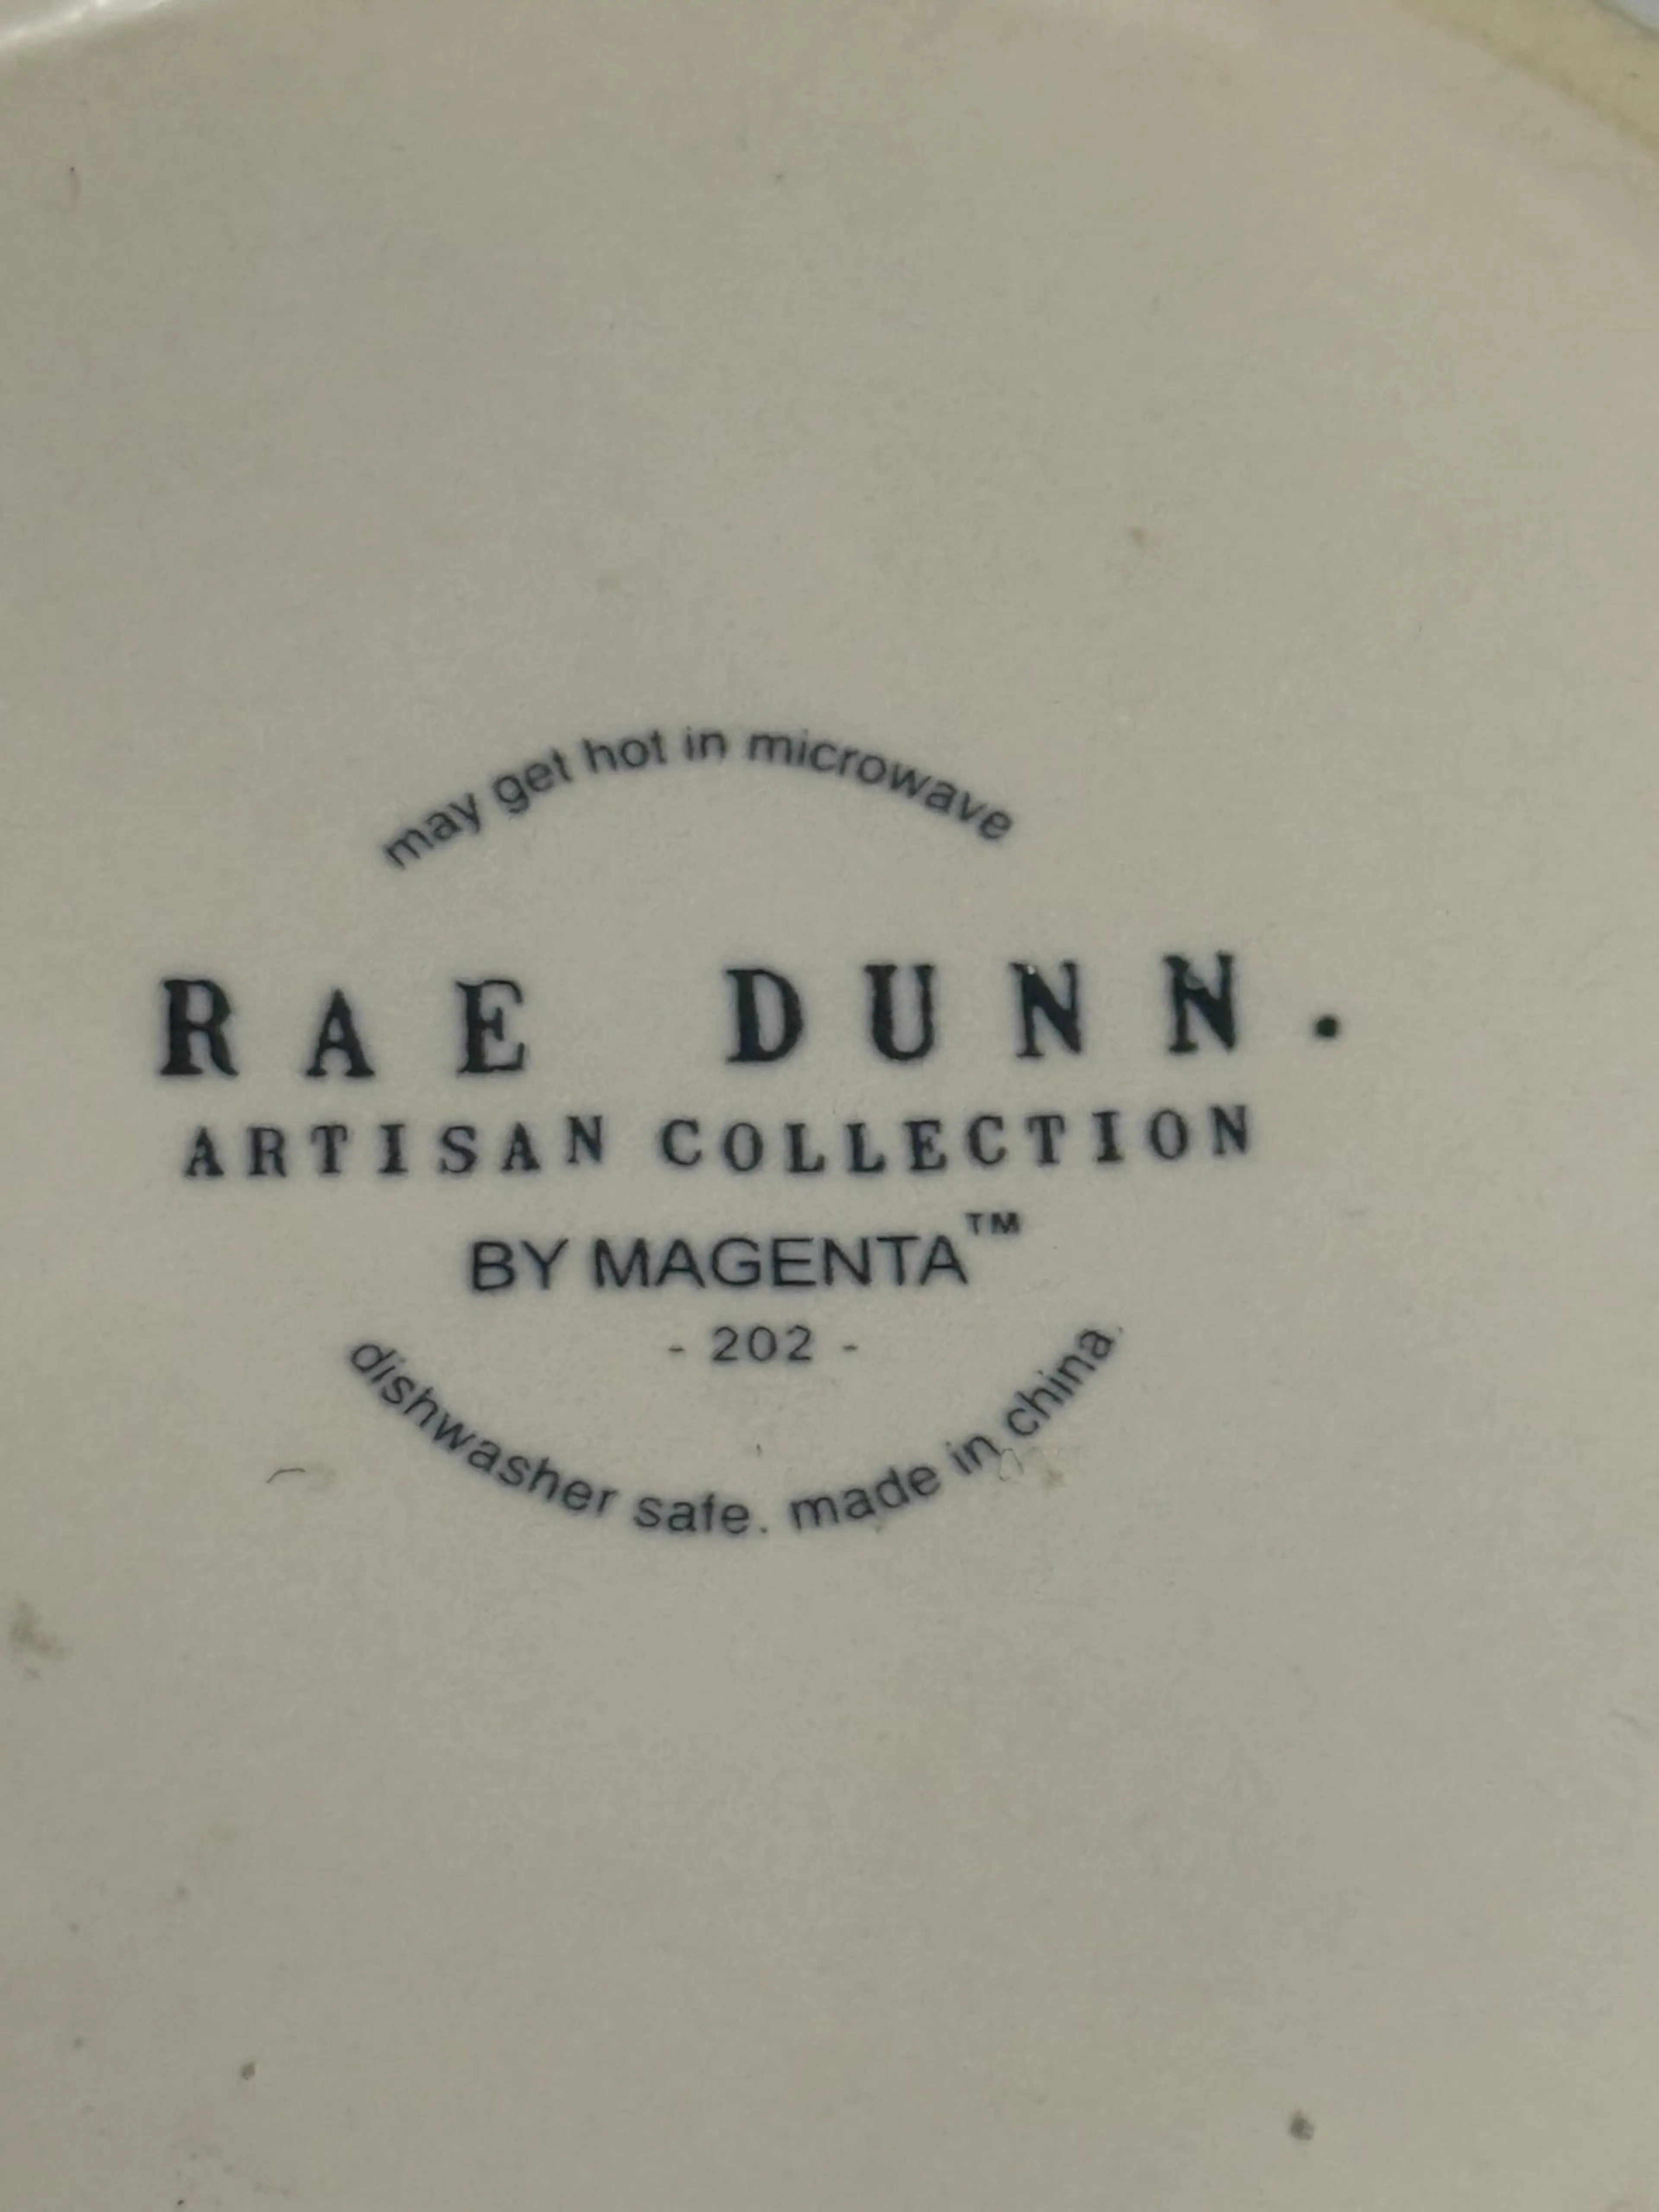 may get hot in microwave
RAE DUNN.
ARTISAN COLLECTION
BY MAGENTA™
- 202 -
dishwasher safe. made in china.